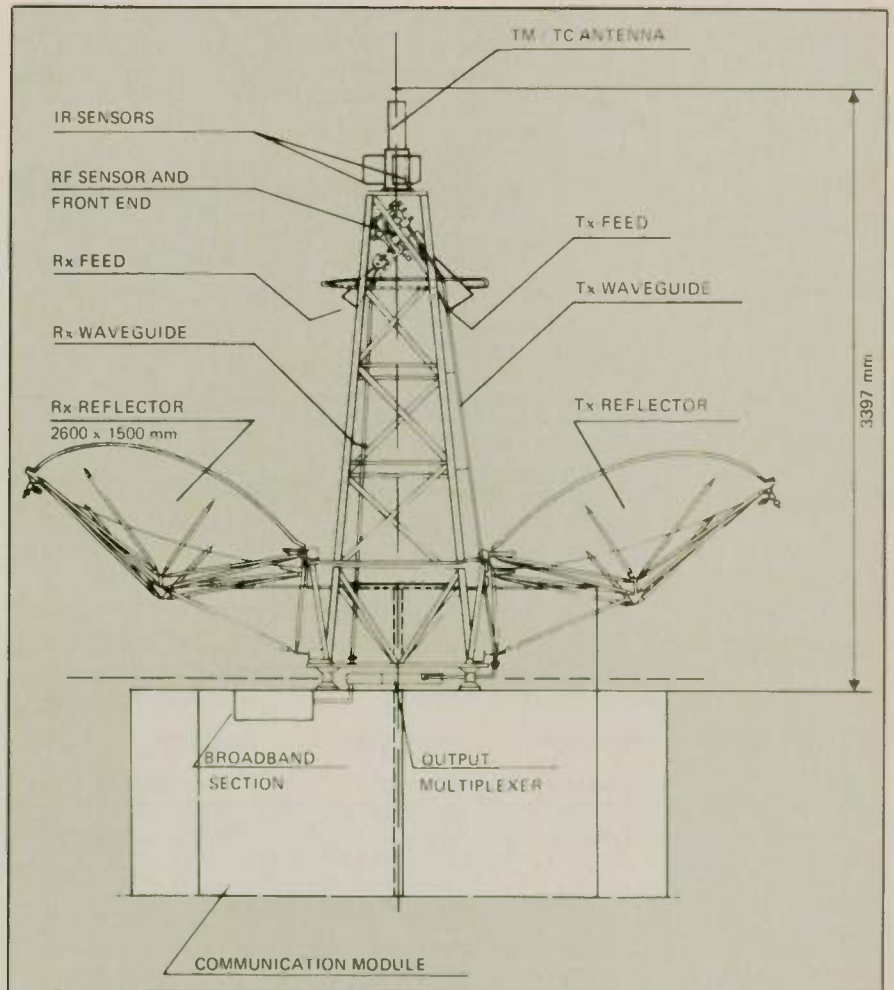 TM / TC ANTENNA
IR SENSORS
RF SENSOR AND
FRONT END
Rx FEED
Rx WAVEGUIDE
Rx REFLECTOR
2600 x 1500 mm
Tx FEED
Tx WAVEGUIDE
Tx REFLECTOR
3397 mm
BROADBAND
SECTION
OUTPUT
MULTIPLEXER
COMMUNICATION MODULE